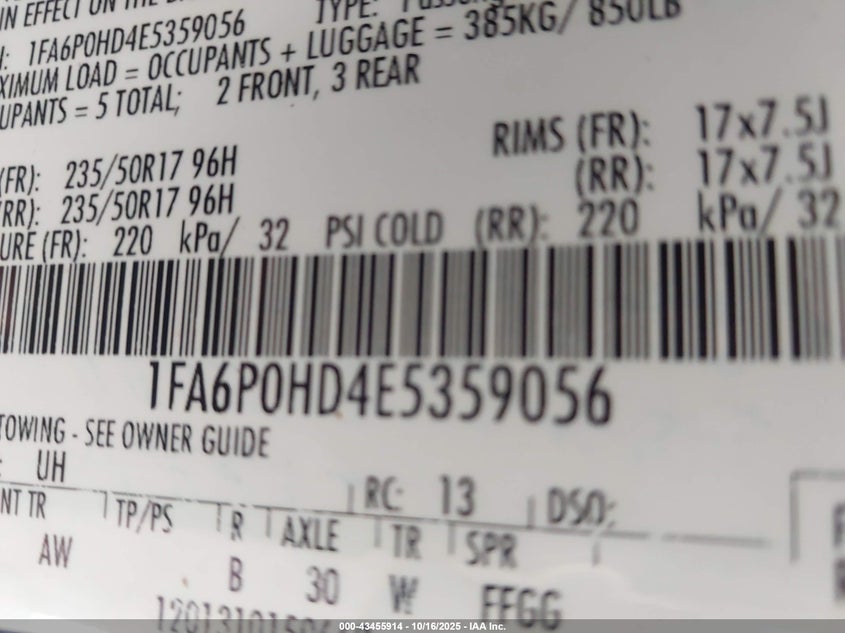 IN EFFECT ON THE
1FA6P0HD4E5359056 TYPE:
XIMUM LOAD = OCCUPANTS + LUGGAGE = 385KG/ 850LB
UPANTS = 5 TOTAL; 2 FRONT, 3 REAR
(FR): 235/50R17 96H RIMS (FR): 17x7.5J
RR): 235/50R17 96H (RR): 17x7.5J
URE (FR): 220 kPa/ 32 PSI COLD (RR): 220 kPa/ 32
1FA6P0HD4E5359056
TOWING - SEE OWNER GUIDE
: UH RC: 13 DSO:
NT TR TP/PS R AXLE TR SPR
AW B 30 W FFGG
000-43455914 - 10/16/2025 - IAA Inc.